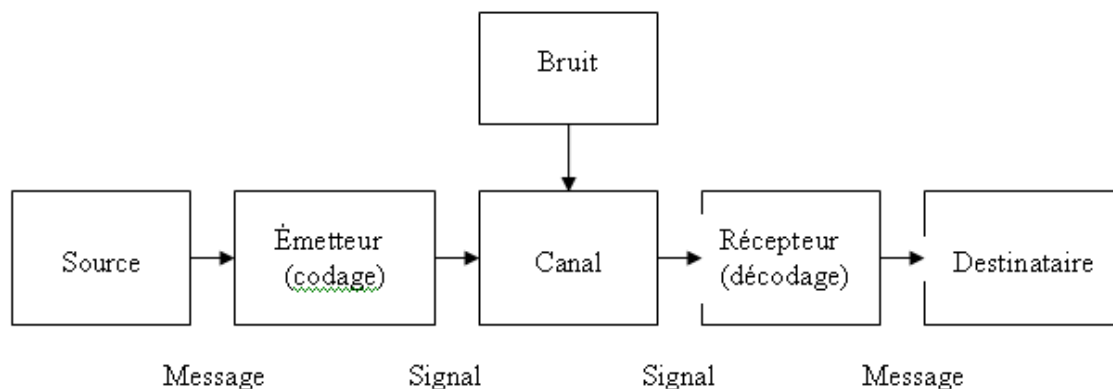 Bruit
Source
Émetteur
(codage)
Canal
Récepteur
(décodage)
Destinataire
Message
Signal
Signal
Message